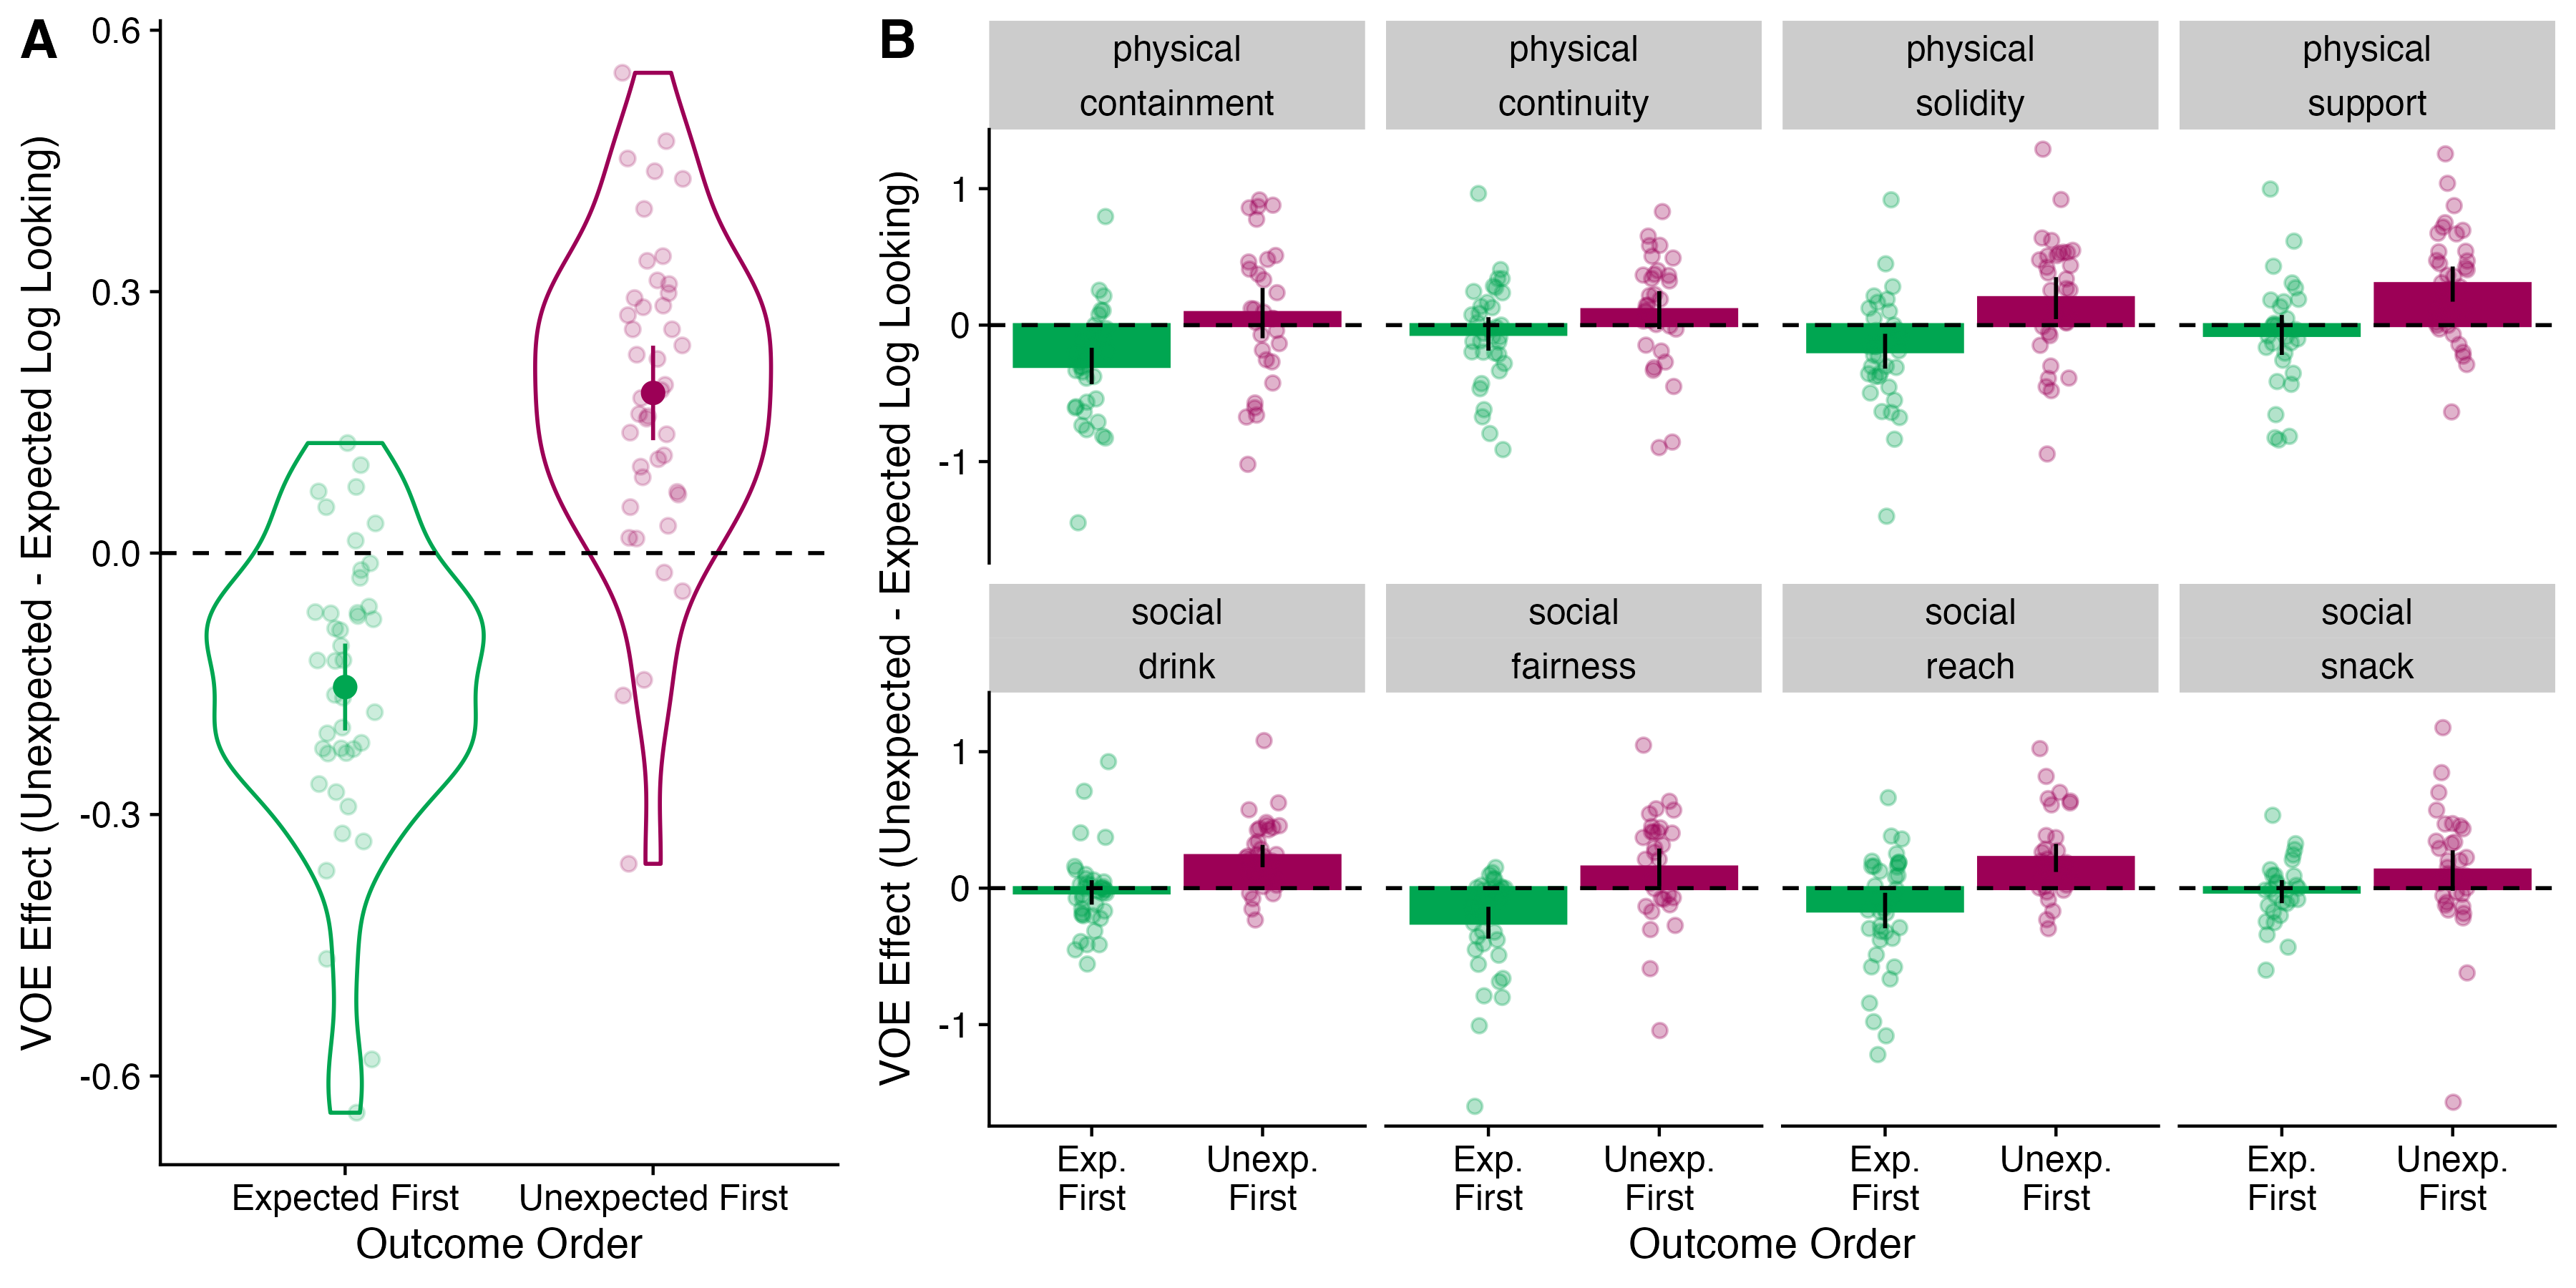 A
VOE Effect (Unexpected - Expected Log Looking)
0.6
0.3
0.0
-0.3
-0.6
Expected First
Unexpected First
Outcome Order
B
VOE Effect (Unexpected - Expected Log Looking)
physical
containment
physical
continuity
physical
solidity
physical
support
1
0
-1
social
drink
social
fairness
social
reach
social
snack
1
0
-1
Exp.
First
Unexp.
First
Exp.
First
Unexp.
First
Exp.
First
Unexp.
First
Exp.
First
Unexp.
First
Outcome Order